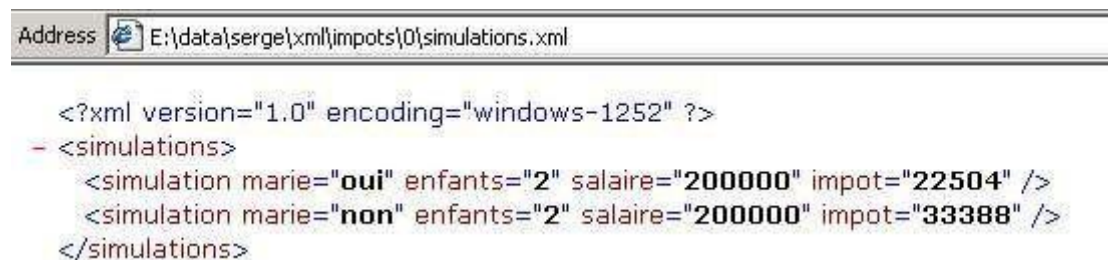 Address E:\data\serge\xml\impots\0\simulations.xml
<?xml version="1.0" encoding="windows-1252" ?>
- <simulations>
<simulation marie="oui" enfants="2" salaire="200000" impot="22504" />
<simulation marie="non" enfants="2" salaire="200000" impot="33388" />
</simulations>